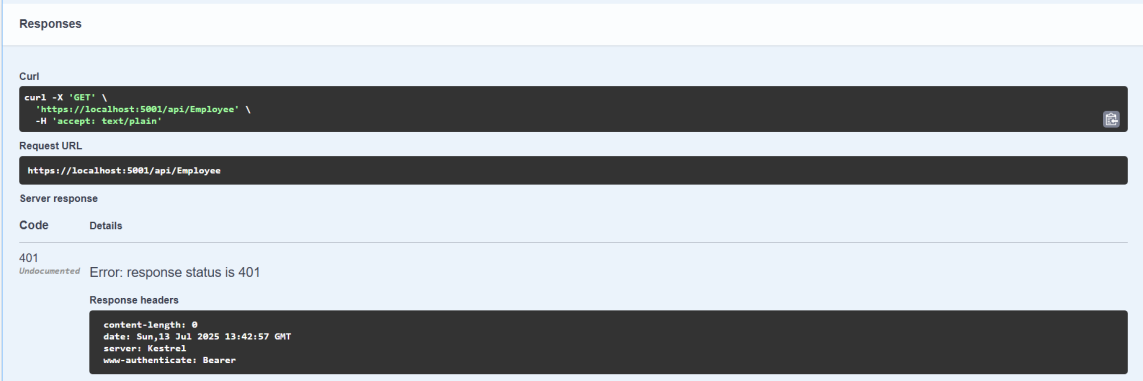 Responses
Curl
curl -X 'GET' \
'https://localhost:5001/api/Employee' \
-H 'accept: text/plain'
Request URL
https://localhost:5001/api/Employee
Server response
Code Details
401
Undocumented
Error: response status is 401
Response headers
content-length: 0
date: Sun,13 Jul 2025 13:42:57 GMT
server: Kestrel
www-authenticate: Bearer